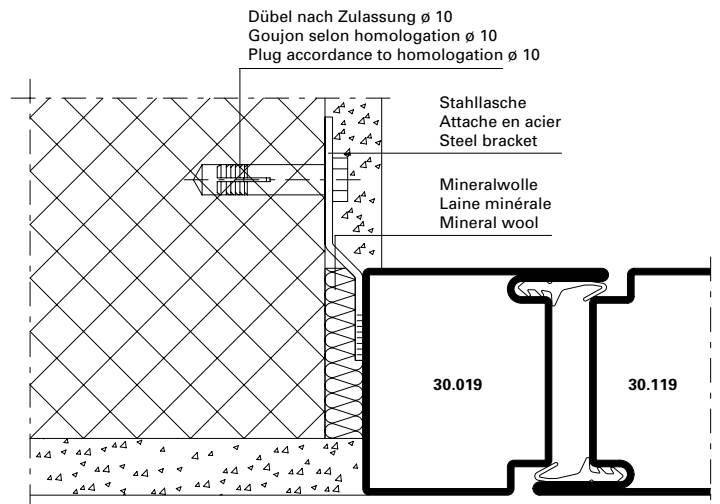 Dübel nach Zulassung ø 10
Goujon selon homologation ø 10
Plug accordance to homologation ø 10
Stahllasche
Attache en acier
Steel bracket
Mineralwolle
Laine minérale
Mineral wool
30.019
30.119